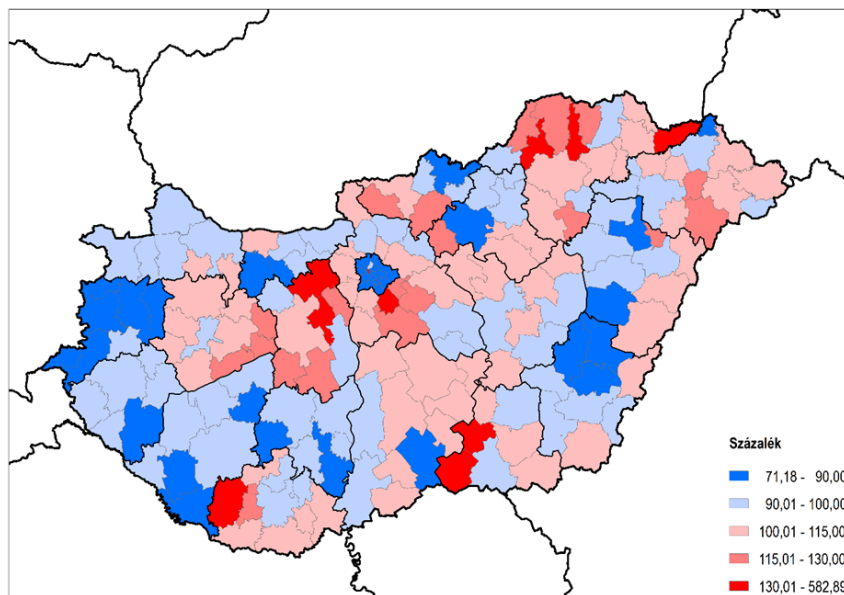 Százalék
71,18 - 90,00
90,01 - 100,00
100,01 - 115,00
115,01 - 130,00
130,01 - 582,89